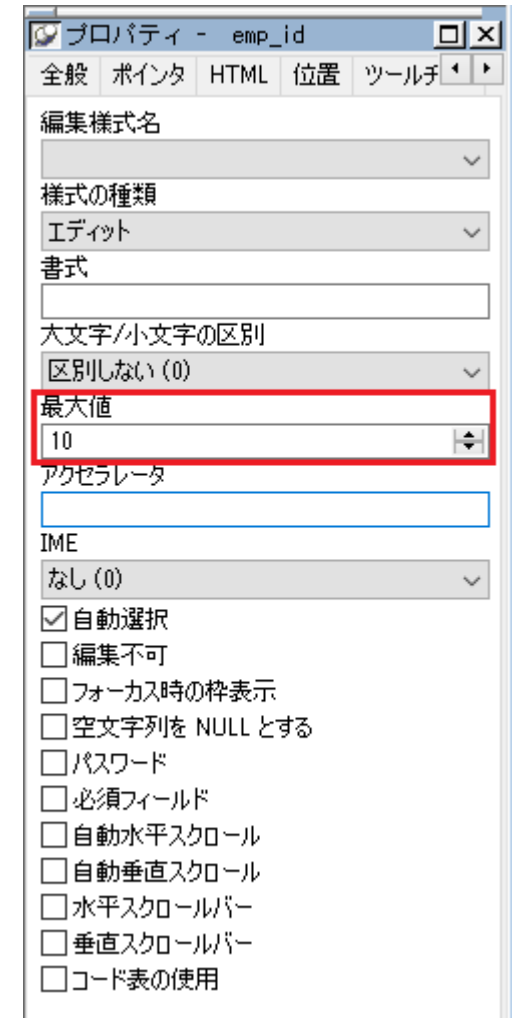 プロパティ - emp_id
全般 ポインタ HTML 位置 ツールチ
編集様式名
様式の種類
エディット
書式
大文字/小文字の区別
区別しない (0)
最大値
10
アクセラレータ
IME
なし (0)
自動選択
編集不可
フォーカス時の枠表示
空文字列を NULL とする
パスワード
必須フィールド
自動水平スクロール
自動垂直スクロール
水平スクロールバー
垂直スクロールバー
コード表の使用